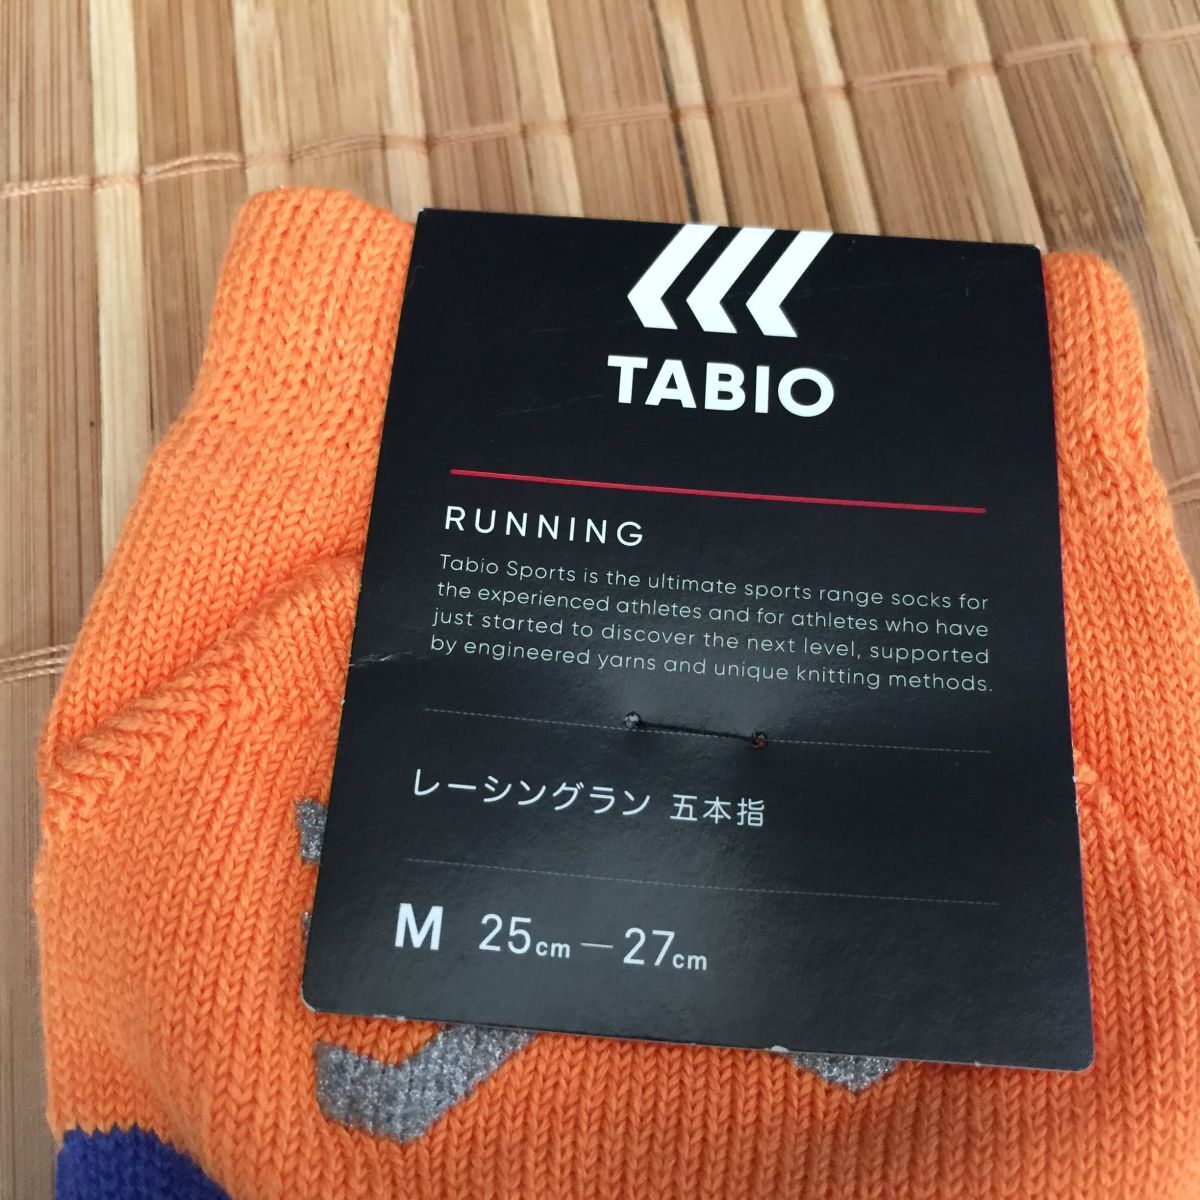 TABIO
RUNNING
Tabio Sports is the ultimate sports range socks for
the experienced athletes and for athletes who have
just started to discover the next level, supported
by engineered yarns and unique knitting methods.
レーシングラン 五本指
M 25cm－27cm